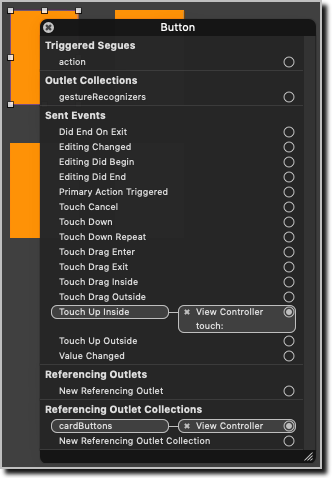 Button
Triggered Segues
action
Outlet Collections
gestureRecognizers
Sent Events
Did End On Exit
Editing Changed
Editing Did Begin
Editing Did End
Primary Action Triggered
Touch Cancel
Touch Down
Touch Down Repeat
Touch Drag Enter
Touch Drag Exit
Touch Drag Inside
Touch Drag Outside
Touch Up Inside View Controller
touch:
Touch Up Outside
Value Changed
Referencing Outlets
New Referencing Outlet
Referencing Outlet Collections
cardButtons View Controller
New Referencing Outlet Collection